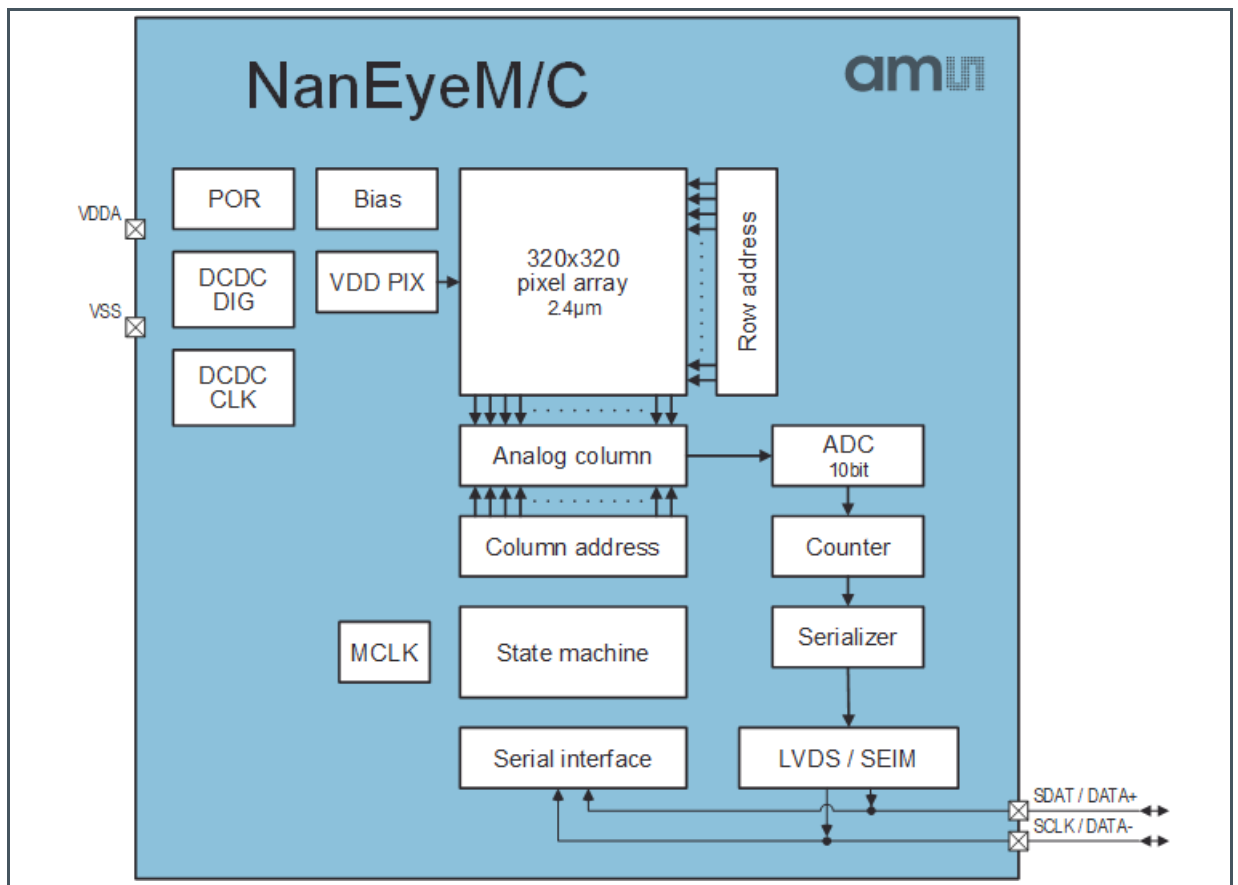 NanEyeM/C
amu
VDDA
VSS
POR
Bias
DCDC
DIG
VDD PIX
DCDC
CLK
320x320
pixel array
2.4µm
Row address
Analog column
ADC
10bit
Column address
Counter
MCLK
State machine
Serializer
Serial interface
LVDS / SEIM
SDAT / DATA+
SCLK / DATA-